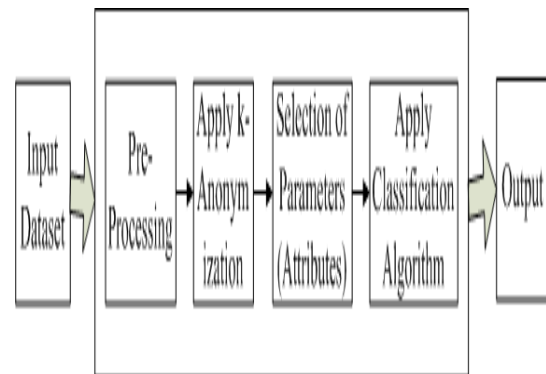 Input
Dataset
Pre-
Processing
Apply k-
Anonym
ization
Selection of
Parameters
(Attributes)
Apply
Classification
Algorithm
Output